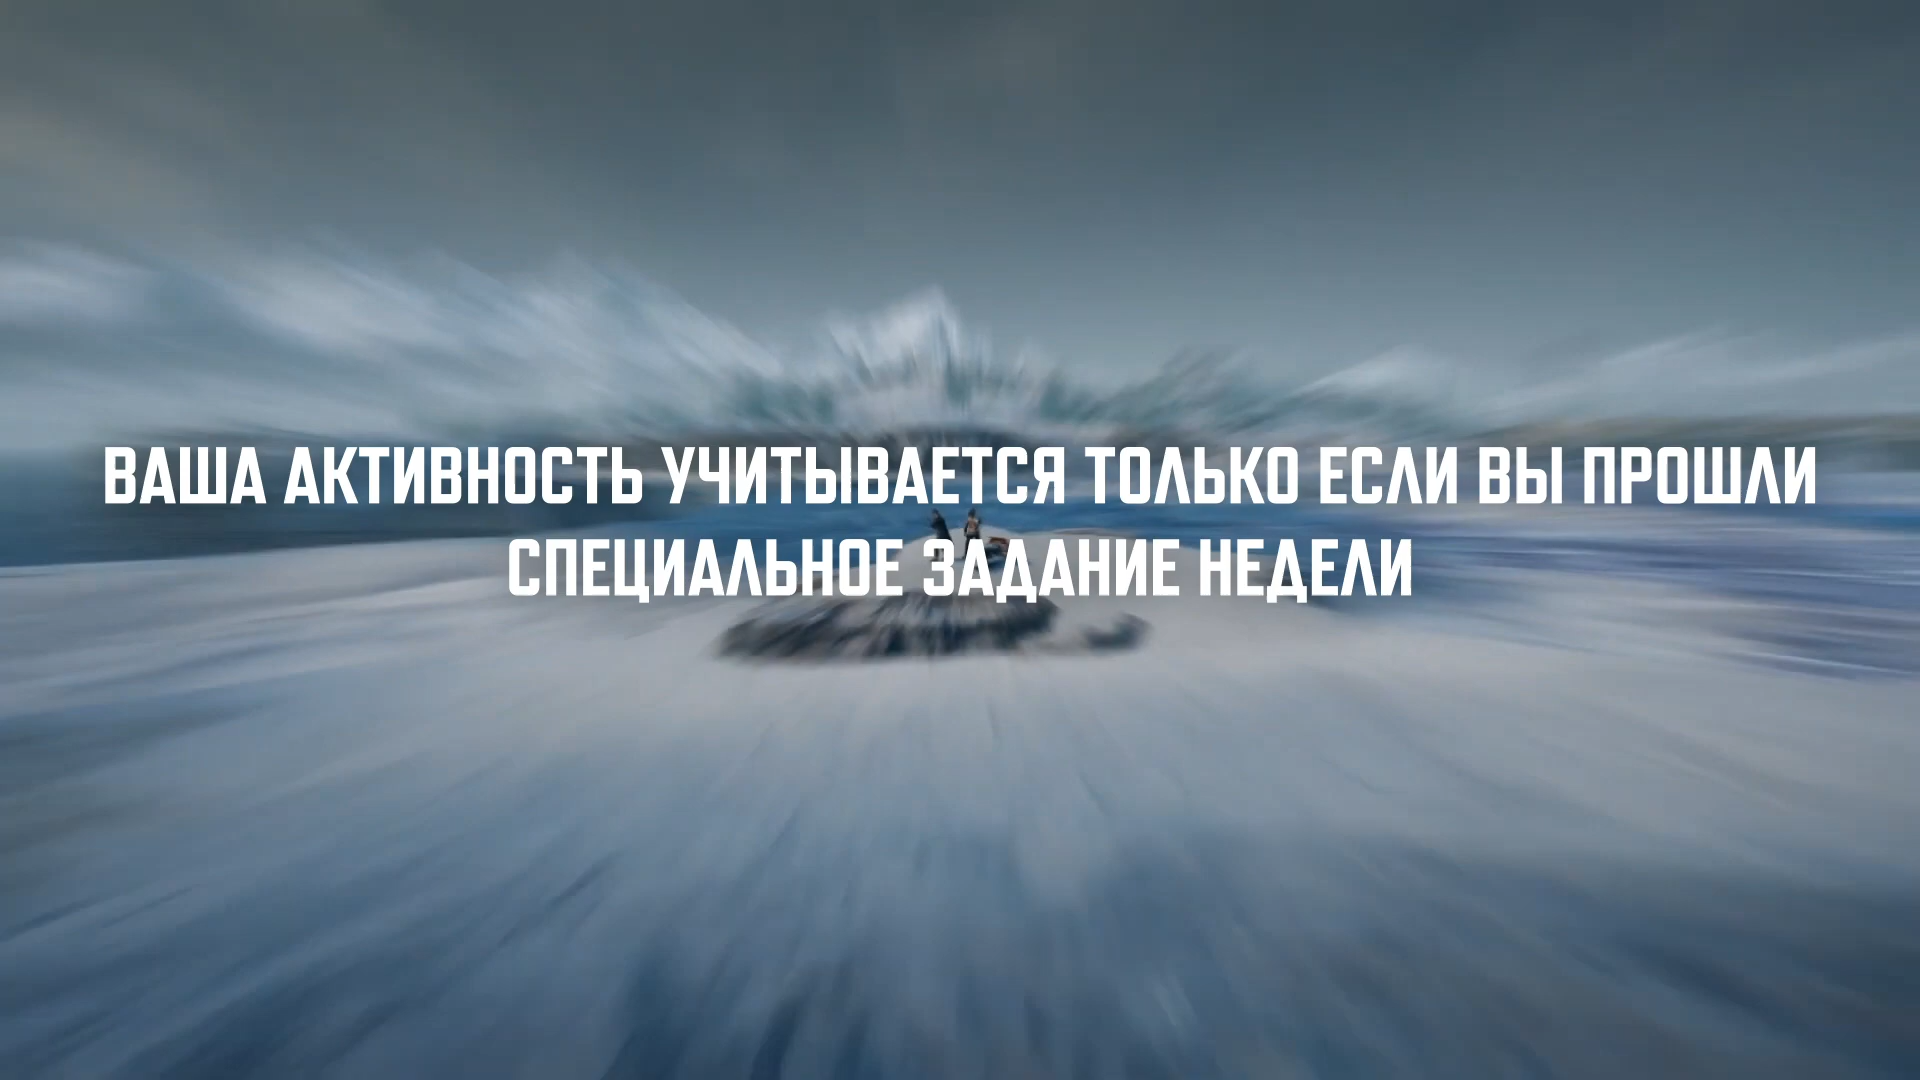 ВАША АКТИВНОСТЬ УЧИТЫВАЕТСЯ ТОЛЬКО ЕСЛИ ВЫ ПРОШЛИ
СПЕЦИАЛЬНОЕ ЗАДАНИЕ НЕДЕЛИ